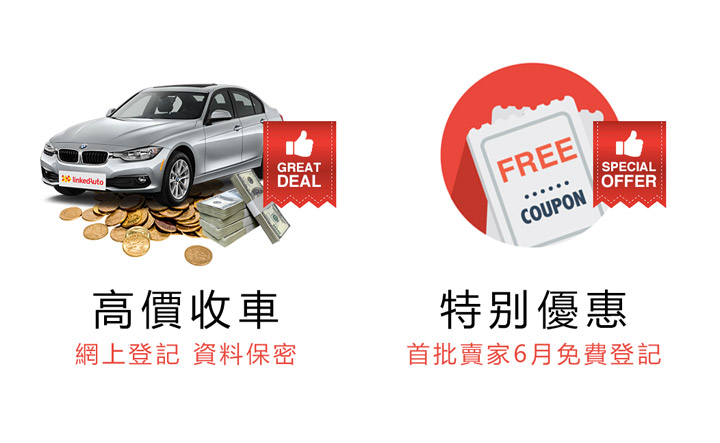 linkedAuto
GREAT
DEAL
高價收車
網上登記 資料保密
FREE
COUPON
SPECIAL
OFFER
特別優惠
首批賣家6月免費登記